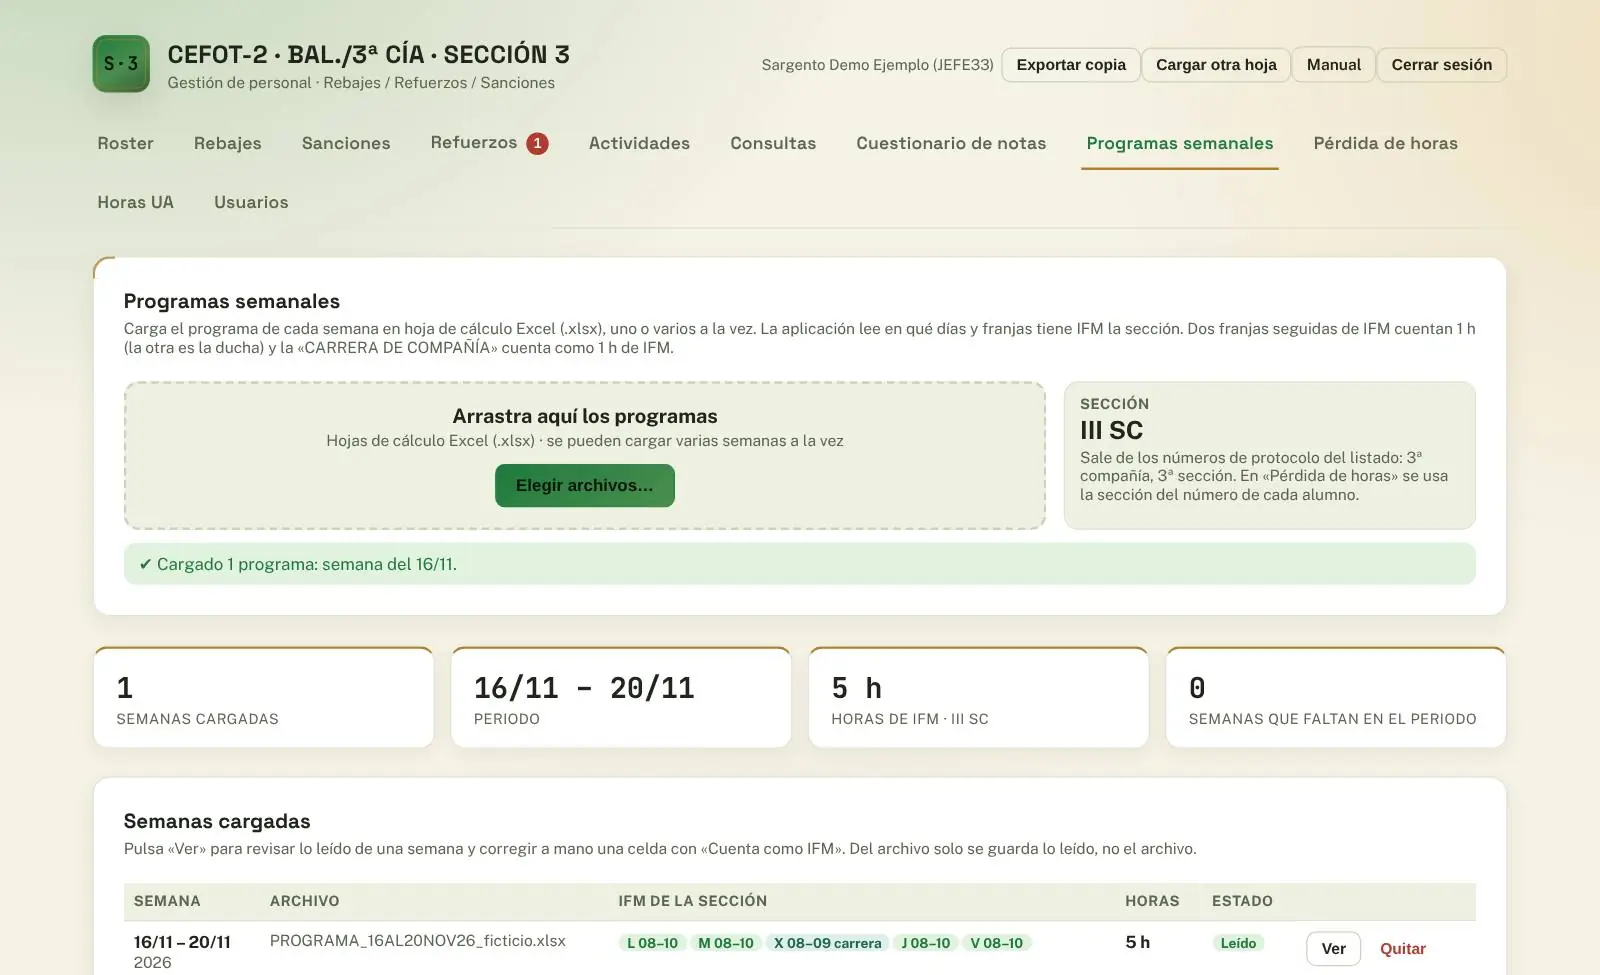 S·3
CEFOT-2 · BAL./3ª CÍA · SECCIÓN 3
Gestión de personal · Rebajes / Refuerzos / Sanciones
Sargento Demo Ejemplo (JEFE33)
Exportar copia
Cargar otra hoja
Manual
Cerrar sesión
Roster
Rebajes
Sanciones
Refuerzos 1
Actividades
Consultas
Cuestionario de notas
Programas semanales
Pérdida de horas
Horas UA
Usuarios
Programas semanales
Carga el programa de cada semana en hoja de cálculo Excel (.xlsx), uno o varios a la vez. La aplicación lee en qué días y franjas tiene IFM la sección. Dos franjas seguidas de IFM cuentan 1 h
(la otra es la ducha) y la «CARRERA DE COMPAÑÍA» cuenta como 1 h de IFM.
Arrastra aquí los programas
Hojas de cálculo Excel (.xlsx) · se pueden cargar varias semanas a la vez
Elegir archivos…
SECCIÓN
III SC
Sale de los números de protocolo del listado: 3ª
compañía, 3ª sección. En «Pérdida de horas» se usa
la sección del número de cada alumno.
✔ Cargado 1 programa: semana del 16/11.
1
SEMANAS CARGADAS
16/11 – 20/11
PERIODO
5 h
HORAS DE IFM · III SC
0
SEMANAS QUE FALTAN EN EL PERIODO
Semanas cargadas
Pulsa «Ver» para revisar lo leído de una semana y corregir a mano una celda con «Cuenta como IFM». Del archivo solo se guarda lo leído, no el archivo.
SEMANA
ARCHIVO
IFM DE LA SECCIÓN
HORAS
ESTADO
16/11 – 20/11
2026
PROGRAMA_16AL20NOV26_ficticio.xlsx
L 08–10
M 08–10
X 08–09 carrera
J 08–10
V 08–10
5 h
Leído
Ver
Quitar